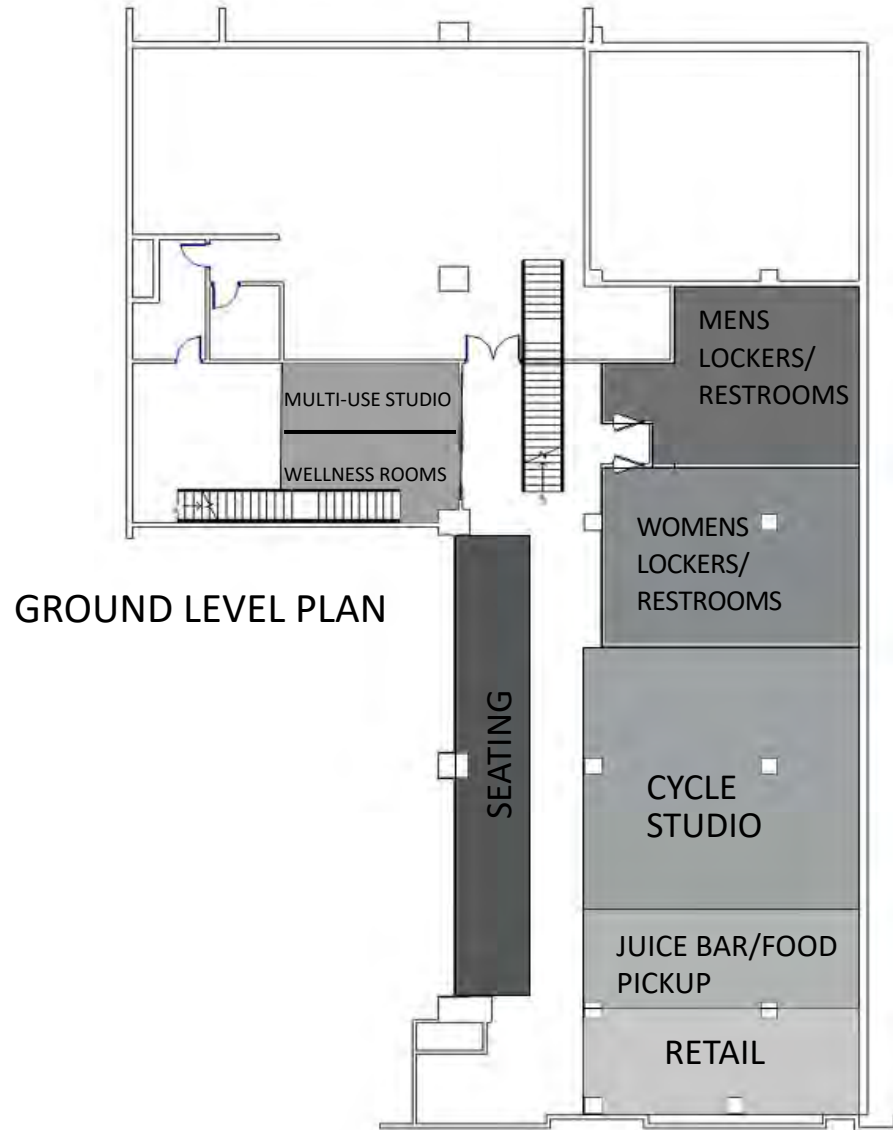 MENS
LOCKERS/
RESTROOMS
MULTI-USE STUDIO
WELLNESS ROOMS
WOMENS
LOCKERS/
RESTROOMS
GROUND LEVEL PLAN
SEATING
CYCLE
STUDIO
JUICE BAR/FOOD
PICKUP
RETAIL